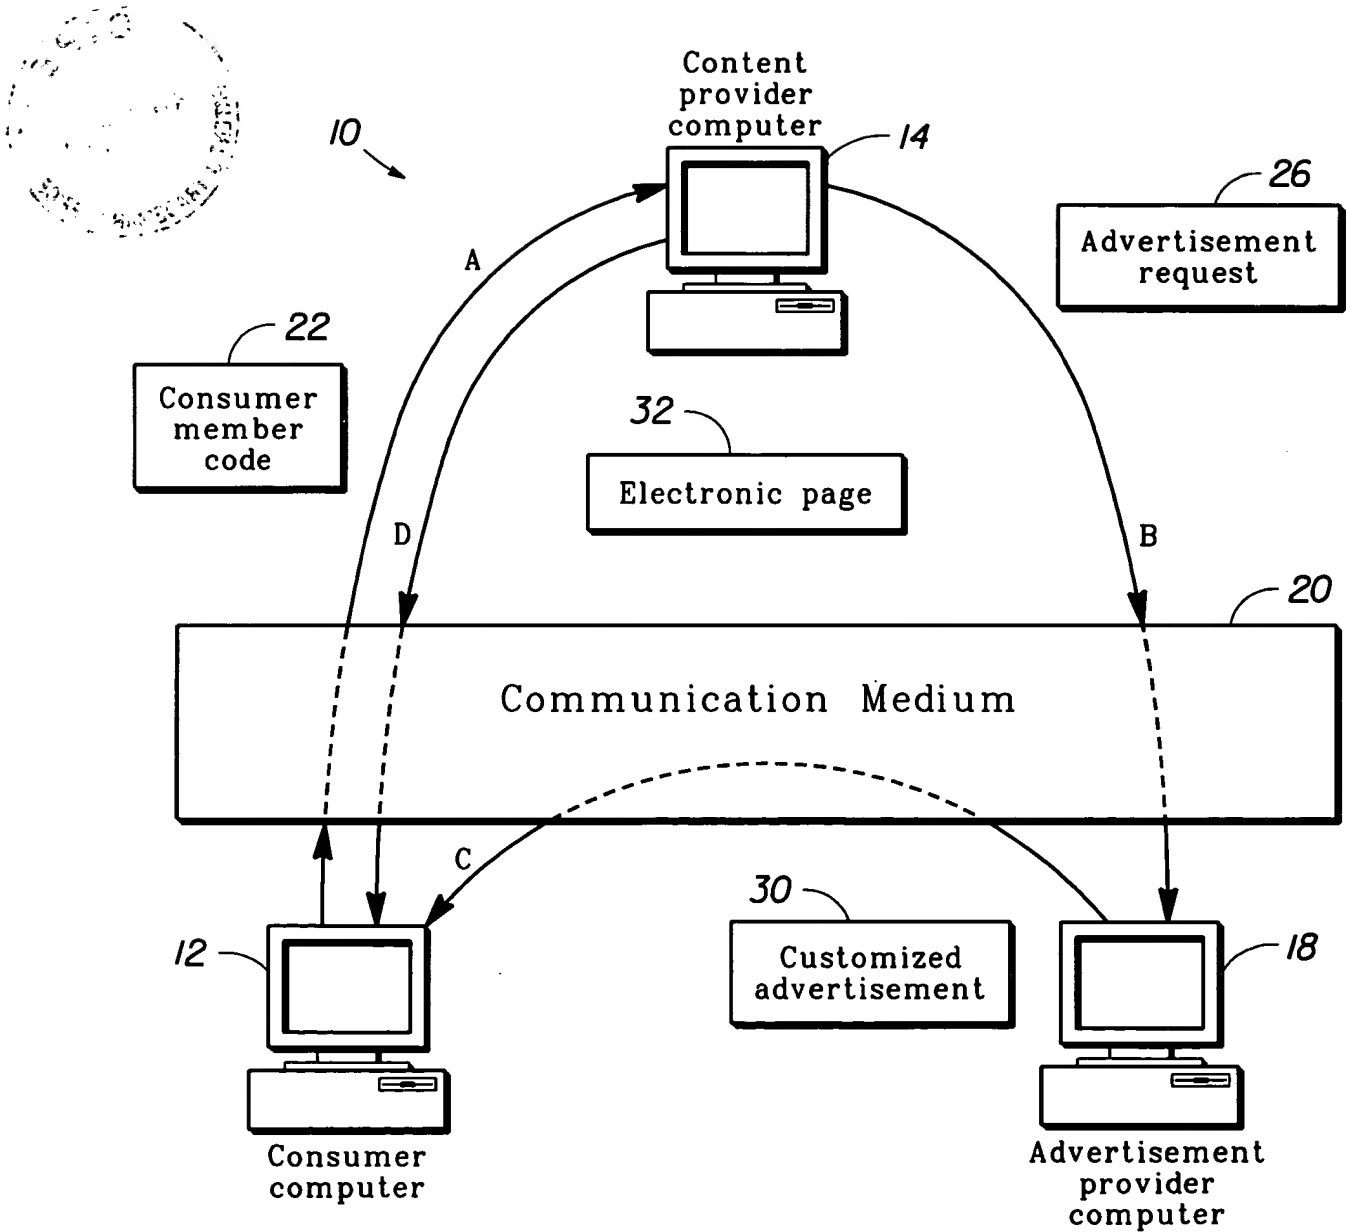 Content
provider
computer
10
14
26
Advertisement
request
A
22
Consumer
member
code
32
Electronic page
D
B
20
Communication Medium
C
30
Customized
advertisement
12
18
Consumer
computer
Advertisement
provider
computer